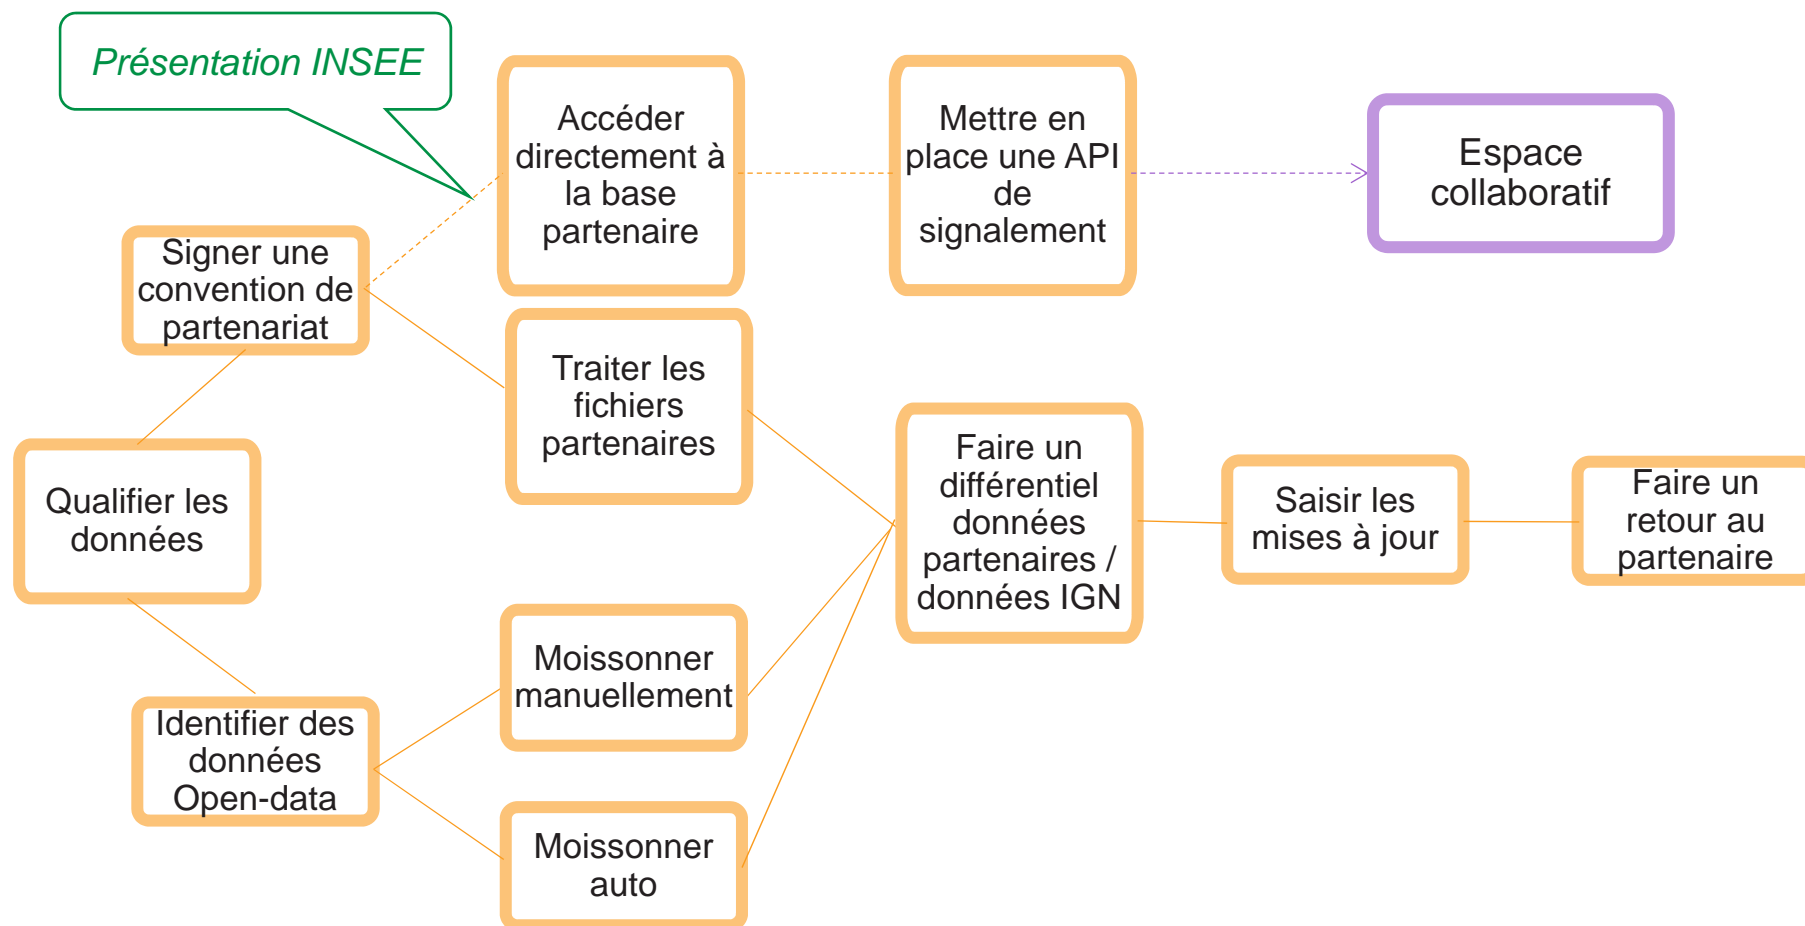 Présentation INSEE
Accéder
directement à
la base
partenaire
Mettre en
place une API
de
signalement
Espace
collaboratif
Signer une
convention de
partenariat
Traiter les
fichiers
partenaires
Qualifier les
données
Faire un
différentiel
données
partenaires /
données IGN
Saisir les
mises à jour
Faire un
retour au
partenaire
Moissonner
manuellement
Identifier des
données
Open-data
Moissonner
auto